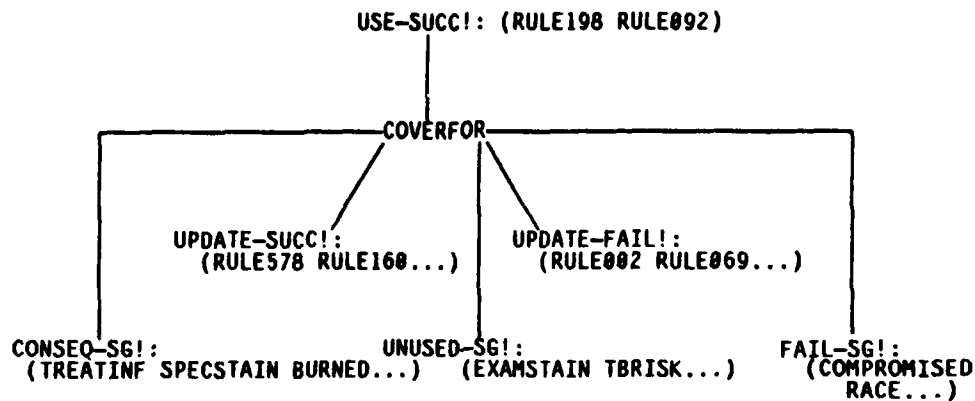 USE-SUCC!: (RULE198 RULE092)
COVERFOR
UPDATE-SUCC!:
(RULE578 RULE160...)
UPDATE-FAIL!:
(RULE002 RULE069...)
CONSEQ-SG!:
(TREATINF SPECSTAIN BURNED...)
UNUSED-SG!:
(EXAMSTAIN TBRISK...)
FAIL-SG!:
(COMPROMISED
RACE...)